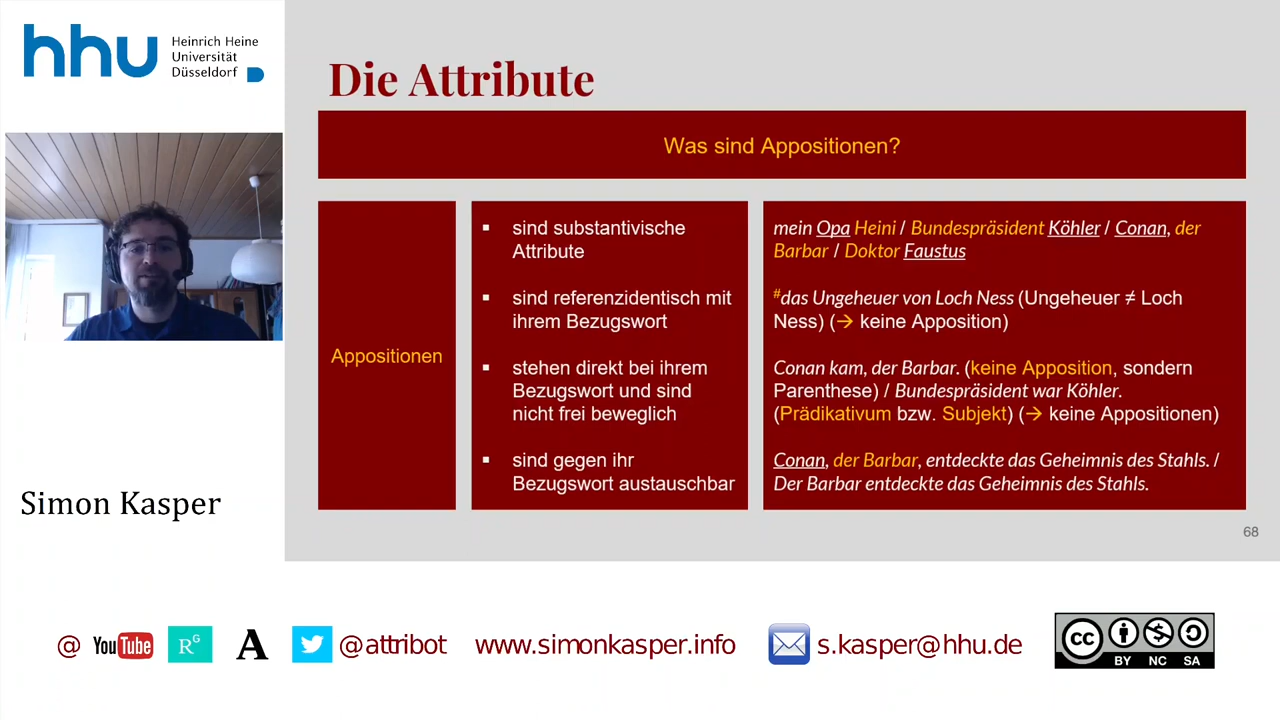 hhu Heinrich Heine
Universität
Düsseldorf
Die Attribute
Was sind Appositionen?
Appositionen
▪ sind substantivische
Attribute
▪ sind referenzidentisch mit
ihrem Bezugswort
▪ stehen direkt bei ihrem
Bezugswort und sind
nicht frei beweglich
▪ sind gegen ihr
Bezugswort austauschbar
mein Opa Heini / Bundespräsident Köhler / Conan, der
Barbar / Doktor Faustus
#das Ungeheuer von Loch Ness (Ungeheuer ≠ Loch
Ness) (→ keine Apposition)
Conan kam, der Barbar. (keine Apposition, sondern
Parenthese) / Bundespräsident war Köhler.
(Prädikativum bzw. Subjekt) (→ keine Appositionen)
Conan, der Barbar, entdeckte das Geheimnis des Stahls. /
Der Barbar entdeckte das Geheimnis des Stahls.
68
Simon Kasper
@ YouTube RG A @attribot www.simonkasper.info s.kasper@hhu.de cc
BY NC SA